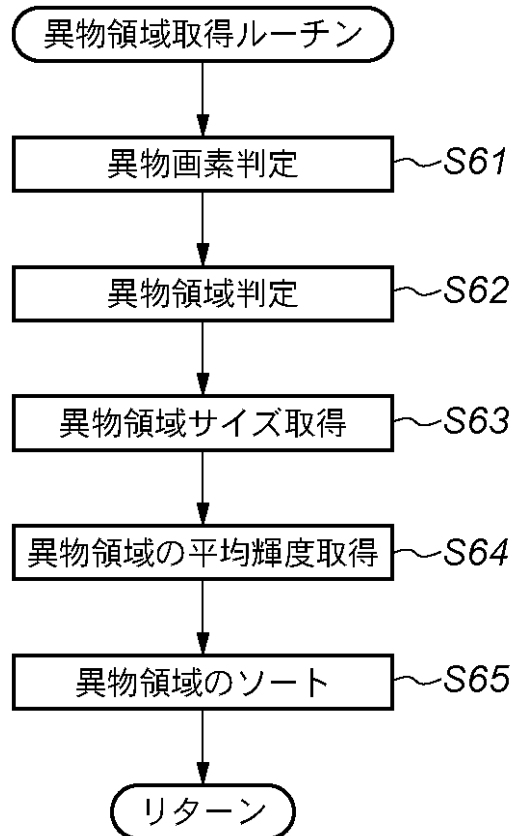 異物領域取得ルーチン
異物画素判定 S61
異物領域判定 S62
異物領域サイズ取得 S63
異物領域の平均輝度取得 S64
異物領域のソート S65
リターン